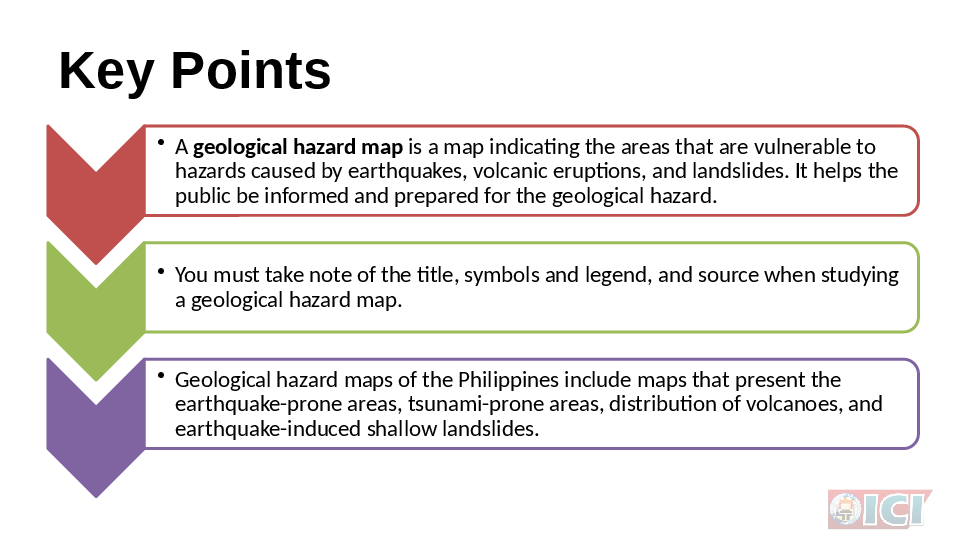 Key Points
• A geological hazard map is a map indicating the areas that are vulnerable to
hazards caused by earthquakes, volcanic eruptions, and landslides. It helps the
public be informed and prepared for the geological hazard.
• You must take note of the title, symbols and legend, and source when studying
a geological hazard map.
• Geological hazard maps of the Philippines include maps that present the
earthquake-prone areas, tsunami-prone areas, distribution of volcanoes, and
earthquake-induced shallow landslides.
ICI